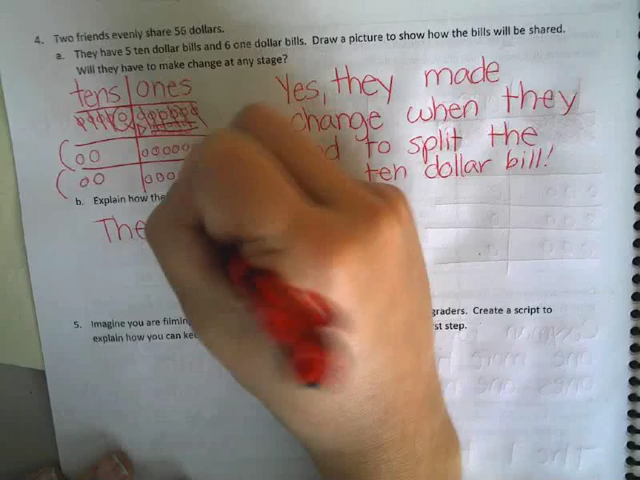 4. Two friends evenly share 56 dollars.
a. They have 5 ten dollar bills and 6 one dollar bills. Draw a picture to show how the bills will be shared.
Will they have to make change at any stage?
tens ones
Yes, they made
change when they
to split the
ten dollar bill!
b. Explain how the
The
5. Imagine you are graders. Create a script to
explain how you can st step.